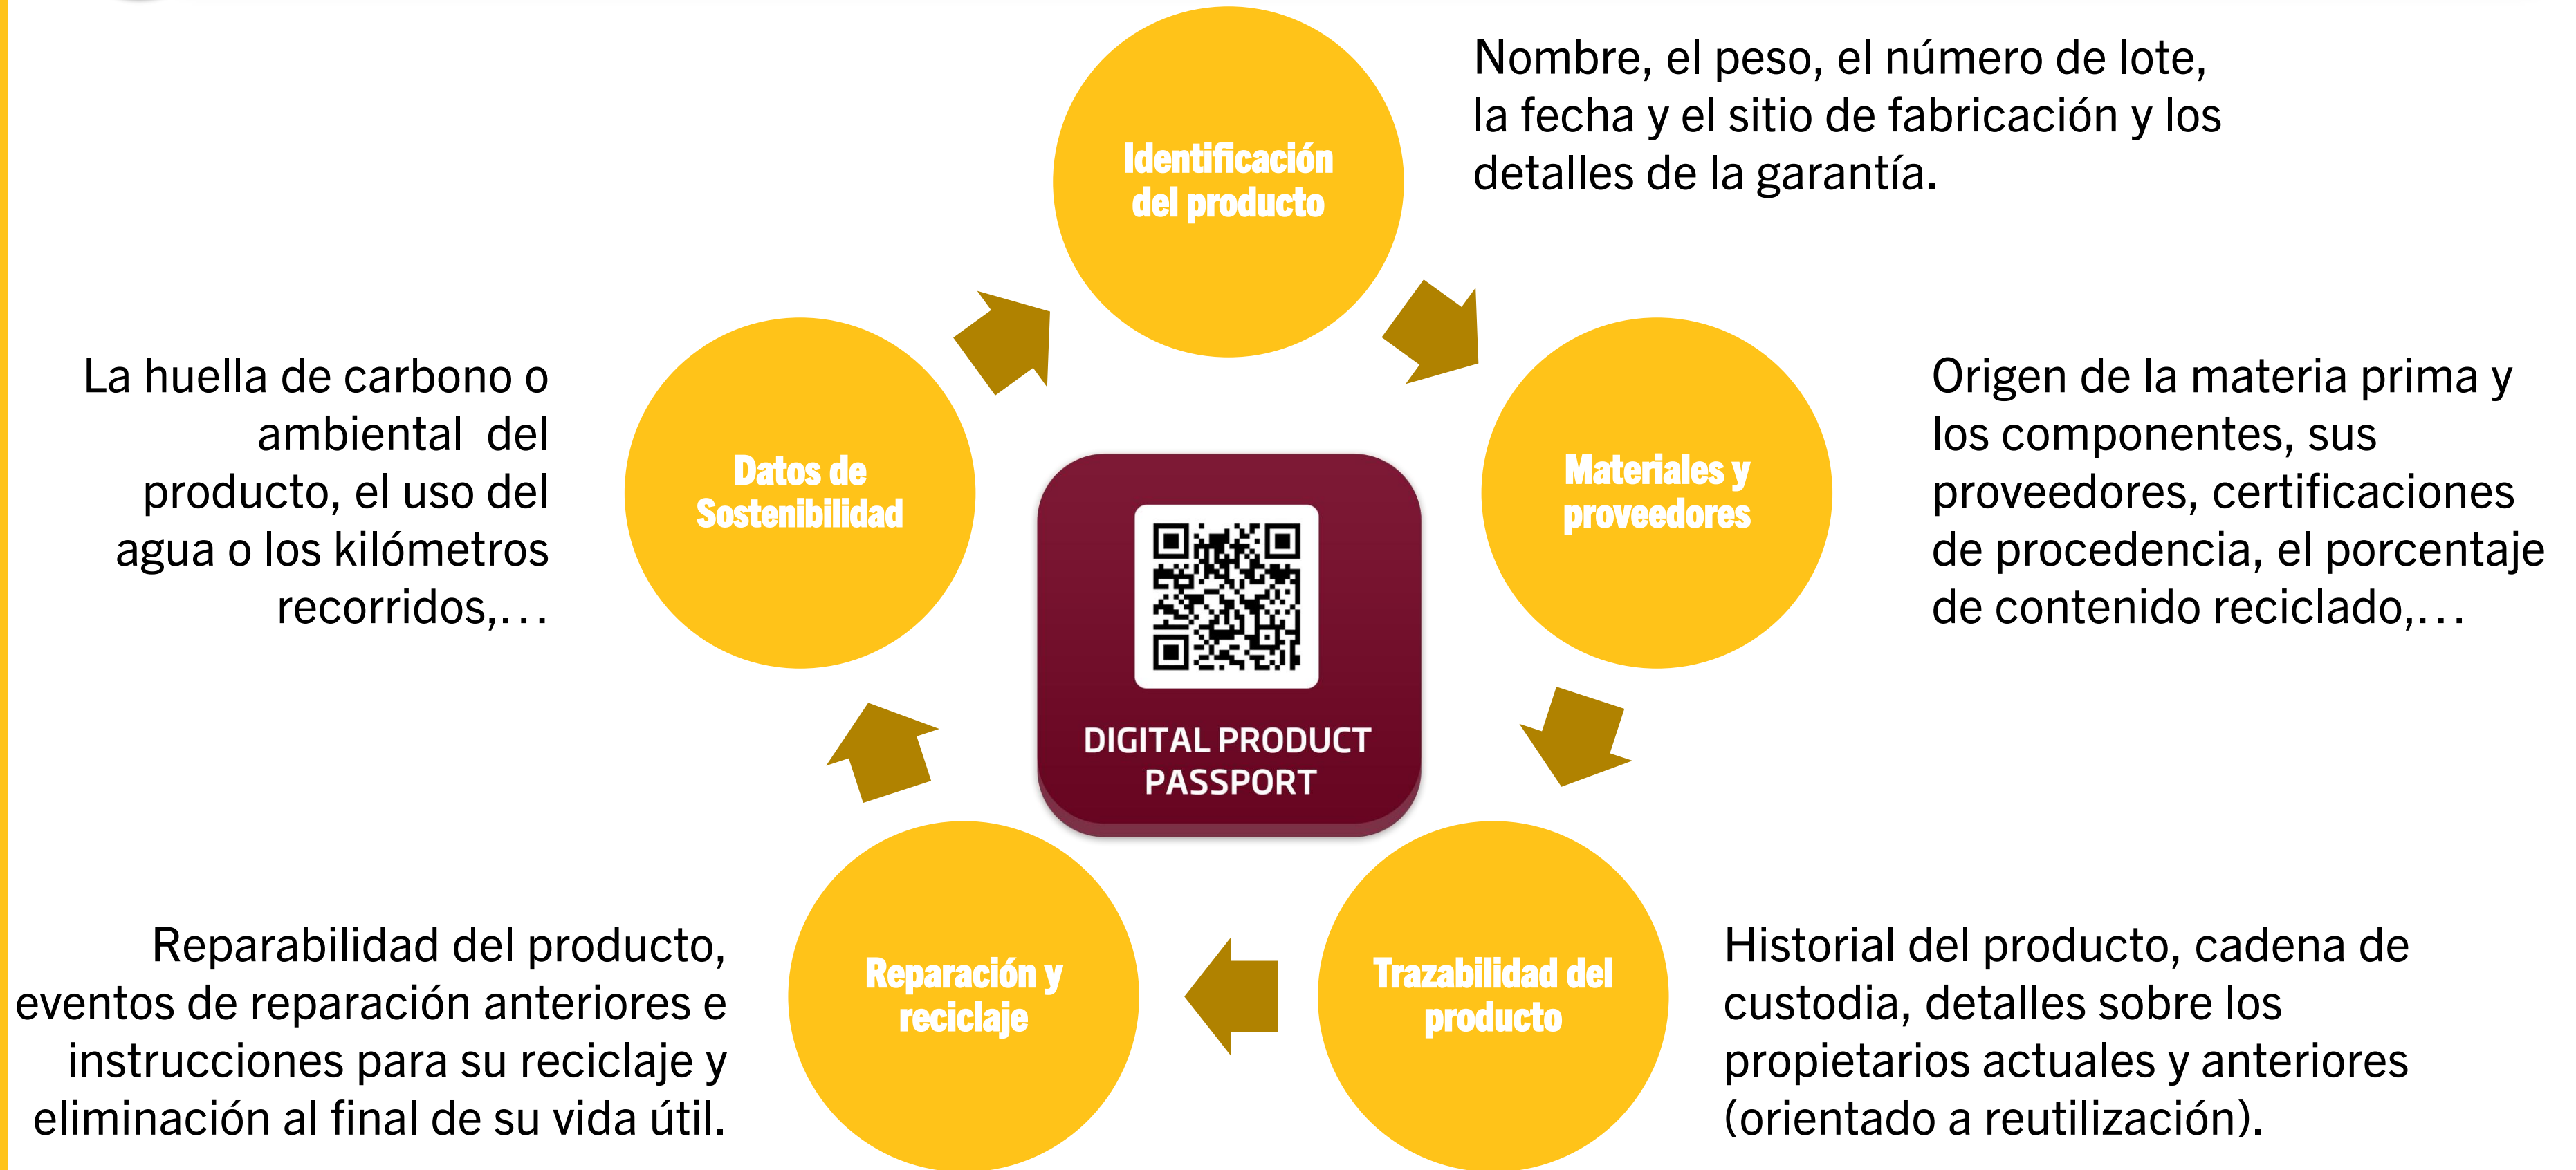 Identificación
del producto
Nombre, el peso, el número de lote,
la fecha y el sitio de fabricación y los
detalles de la garantía.
Materiales y
proveedores
Origen de la materia prima y
los componentes, sus
proveedores, certificaciones
de procedencia, el porcentaje
de contenido reciclado,...
Trazabilidad del
producto
Historial del producto, cadena de
custodia, detalles sobre los
propietarios actuales y anteriores
(orientado a reutilización).
Reparación y
reciclaje
Reparabilidad del producto,
eventos de reparación anteriores e
instrucciones para su reciclaje y
eliminación al final de su vida útil.
Datos de
Sostenibilidad
La huella de carbono o
ambiental  del
producto, el uso del
agua o los kilómetros
recorridos,...
DIGITAL PRODUCT
PASSPORT